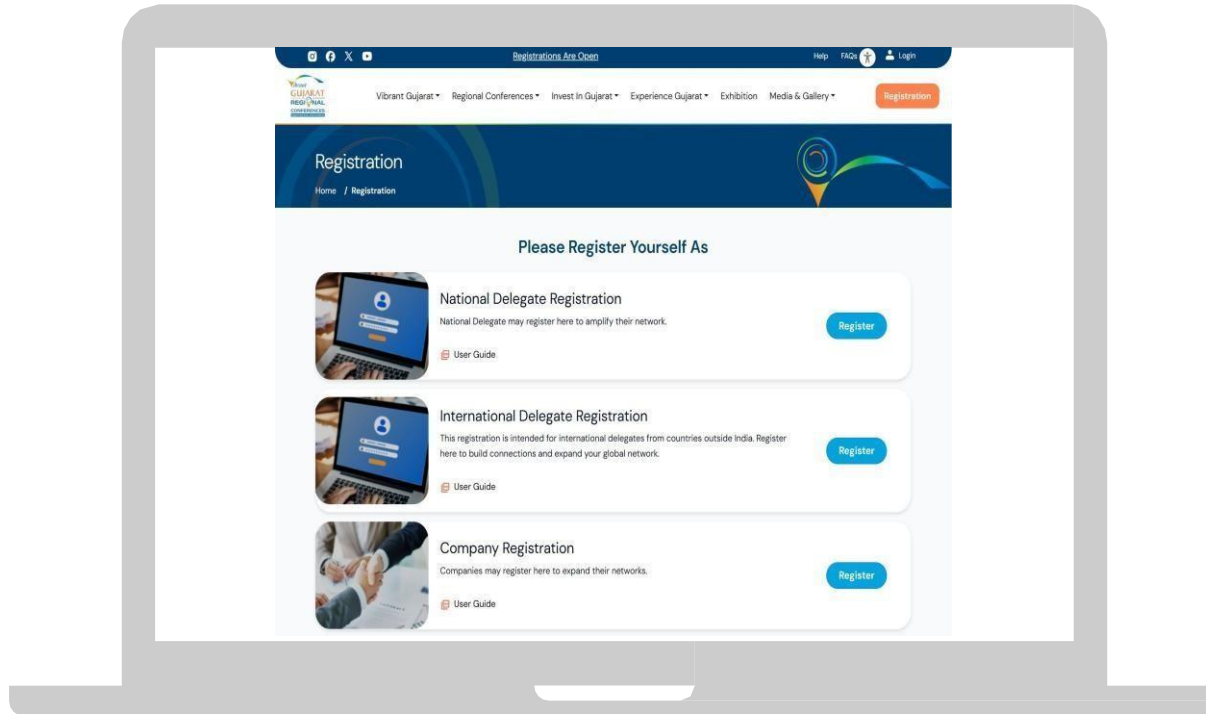 Registrations Are Open
Help FAQs Login
Vibrant
GUJARAT
REGIONAL
CONFERENCES
Vibrant Gujarat Regional Conferences Invest In Gujarat Experience Gujarat Exhibition Media & Gallery Registration
Registration
Home / Registration
Please Register Yourself As
National Delegate Registration
National Delegate may register here to amplify their network.
Register
User Guide
International Delegate Registration
This registration is intended for international delegates from countries outside India. Register
here to build connections and expand your global network.
Register
User Guide
Company Registration
Companies may register here to expand their networks.
Register
User Guide